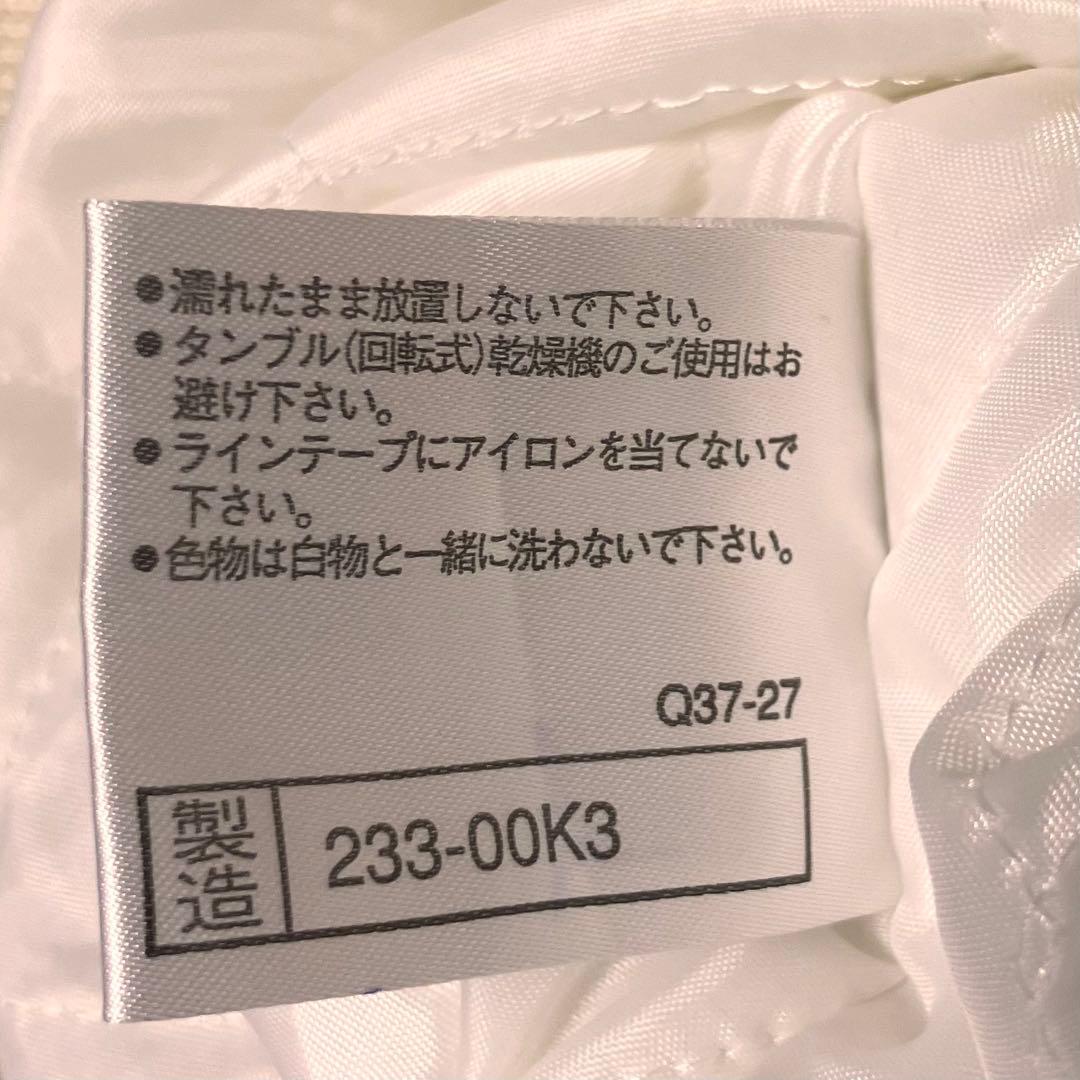 ●濡れたまま放置しないで下さい。
●タンブル(回転式)乾燥機のご使用はお
避け下さい。
●ラインテープにアイロンを当てないで
下さい。
●色物は白物と一緒に洗わないで下さい。
Q37-27
製造 233-00K3